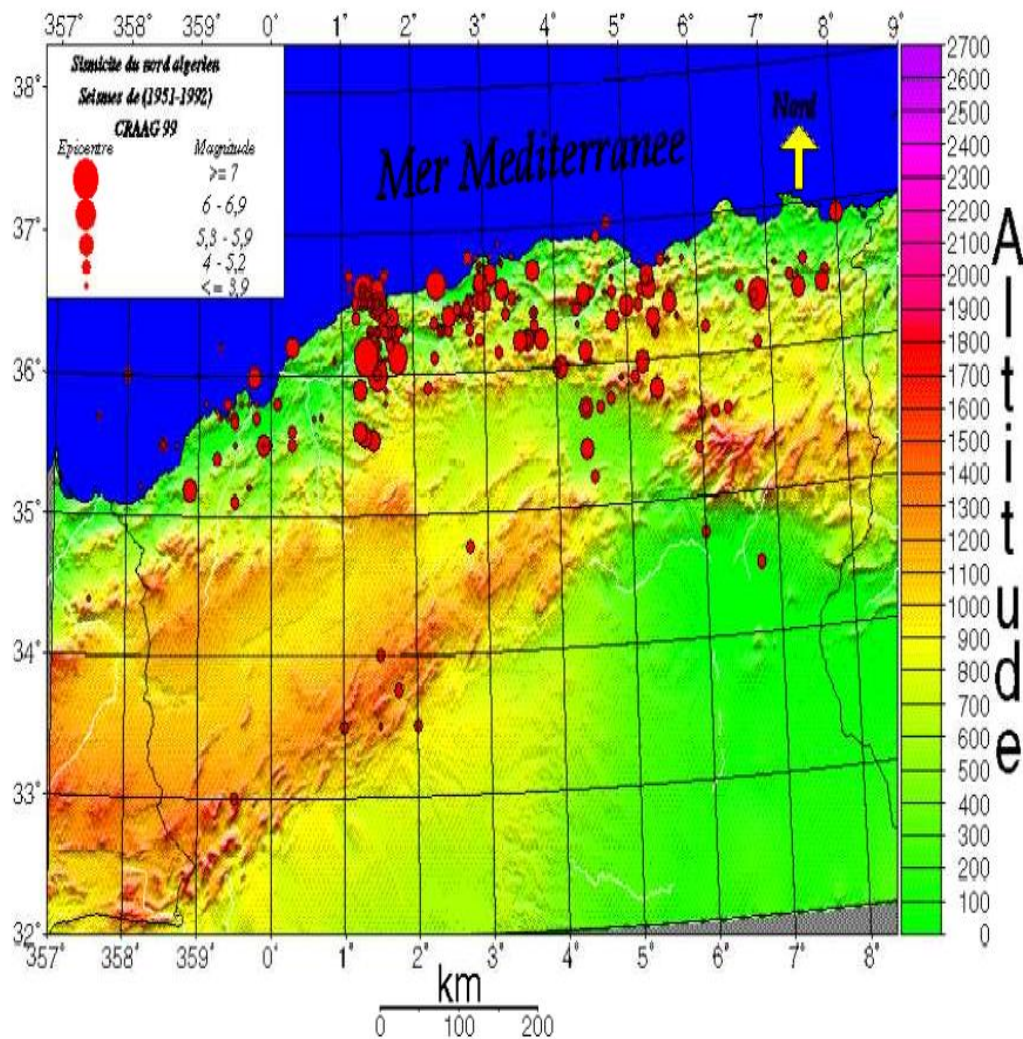 357° 358° 359° 0° 1° 2° 3° 4° 5° 6° 7° 8° 9°
Sismicite du nord algerien
Seismes de (1951-1992)
CRAAG 99
Epicentre Magnitude
>= 7
6 - 6,9
5,3 - 5,9
4 - 5,2
<= 3,9
Mer Mediterranee
Nord
38°
37°
36°
35°
34°
33°
32°
357° 358° 359° 0° 1° 2° 3° 4° 5° 6° 7° 8°
km
0 100 200
2700
2600
2500
2400
2300
2200
2100
2000
1900
1800
1700
1600
1500
1400
1300
1200
1100
1000
900
800
700
600
500
400
300
200
100
0
Altitude